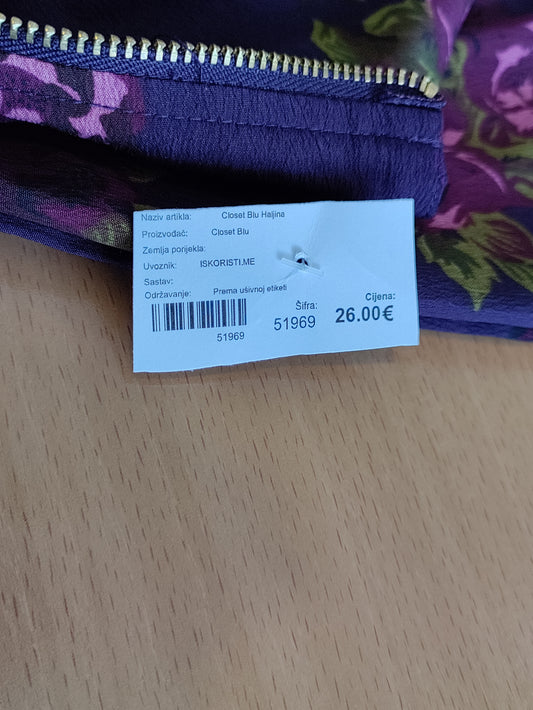 Naziv artikla: Closet Blu Haljina
Proizvođač: Closet Blu
Zemlja porijekla:
Uvoznik: ISKORISTI.ME
Sastav:
Održavanje: Prema ušivnoj etiketi
51969
Šifra:
51969
Cijena:
26.00€